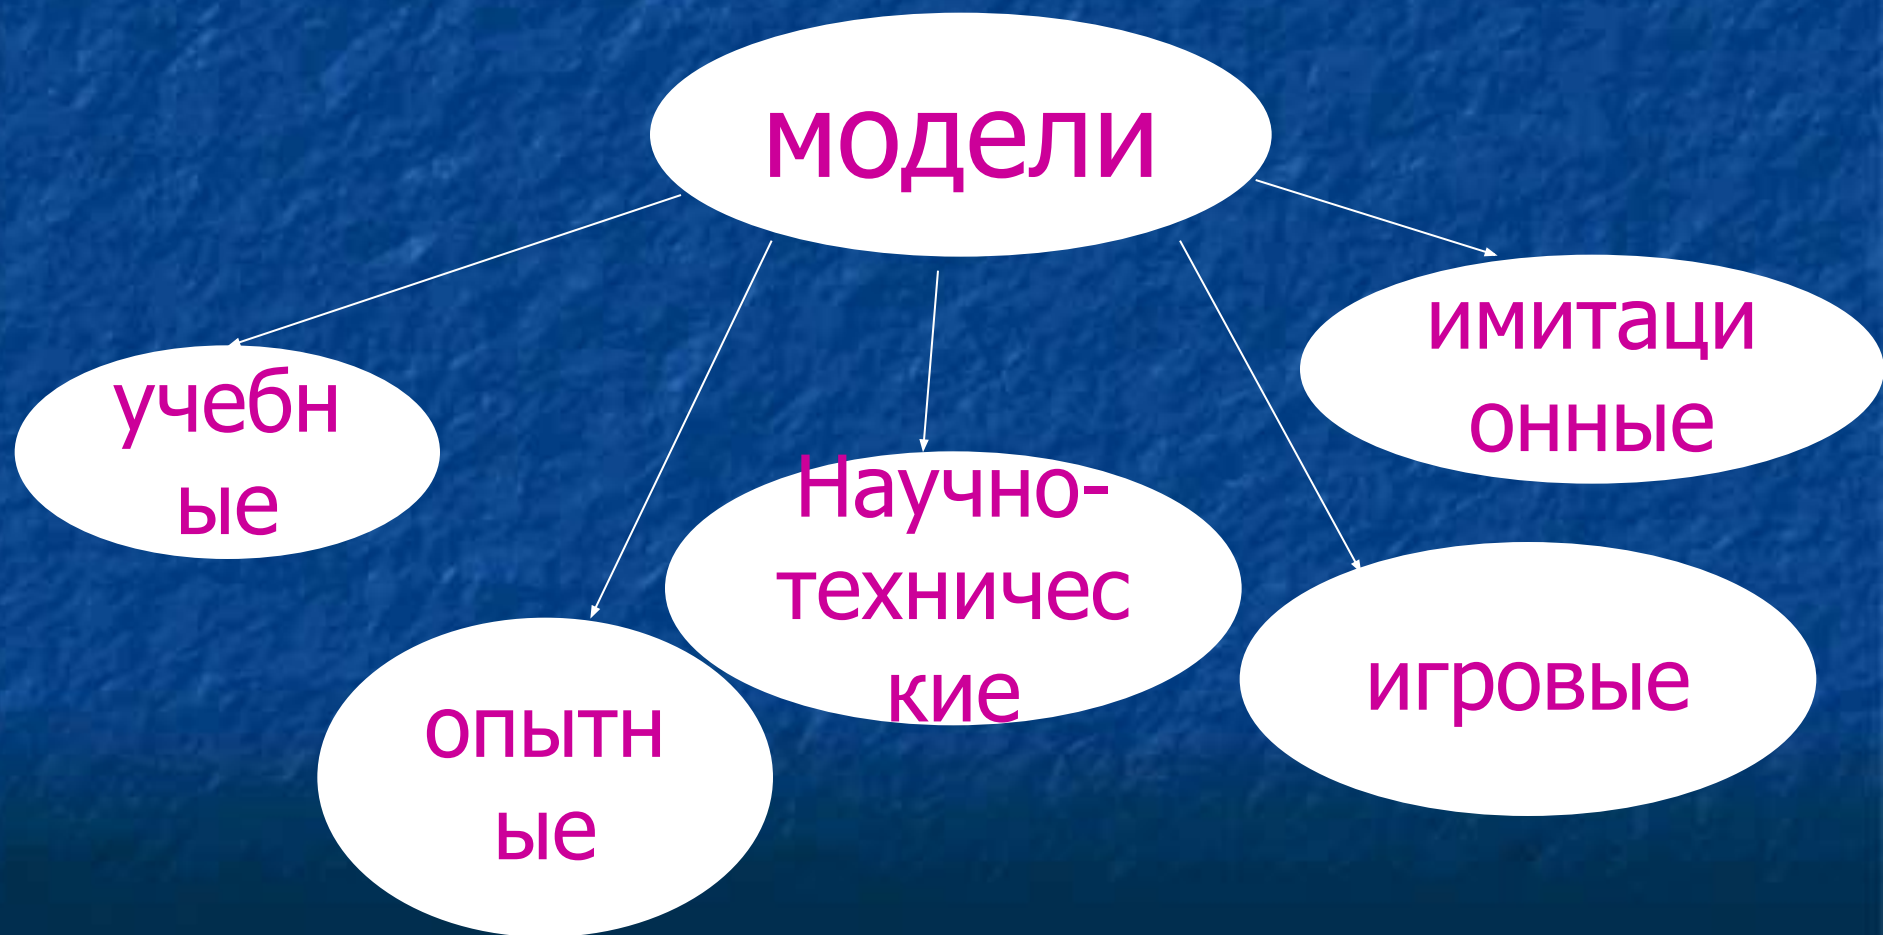 модели
учебн
ые
опытн
ые
Научно-
техничес
кие
игровые
имитаци
онные